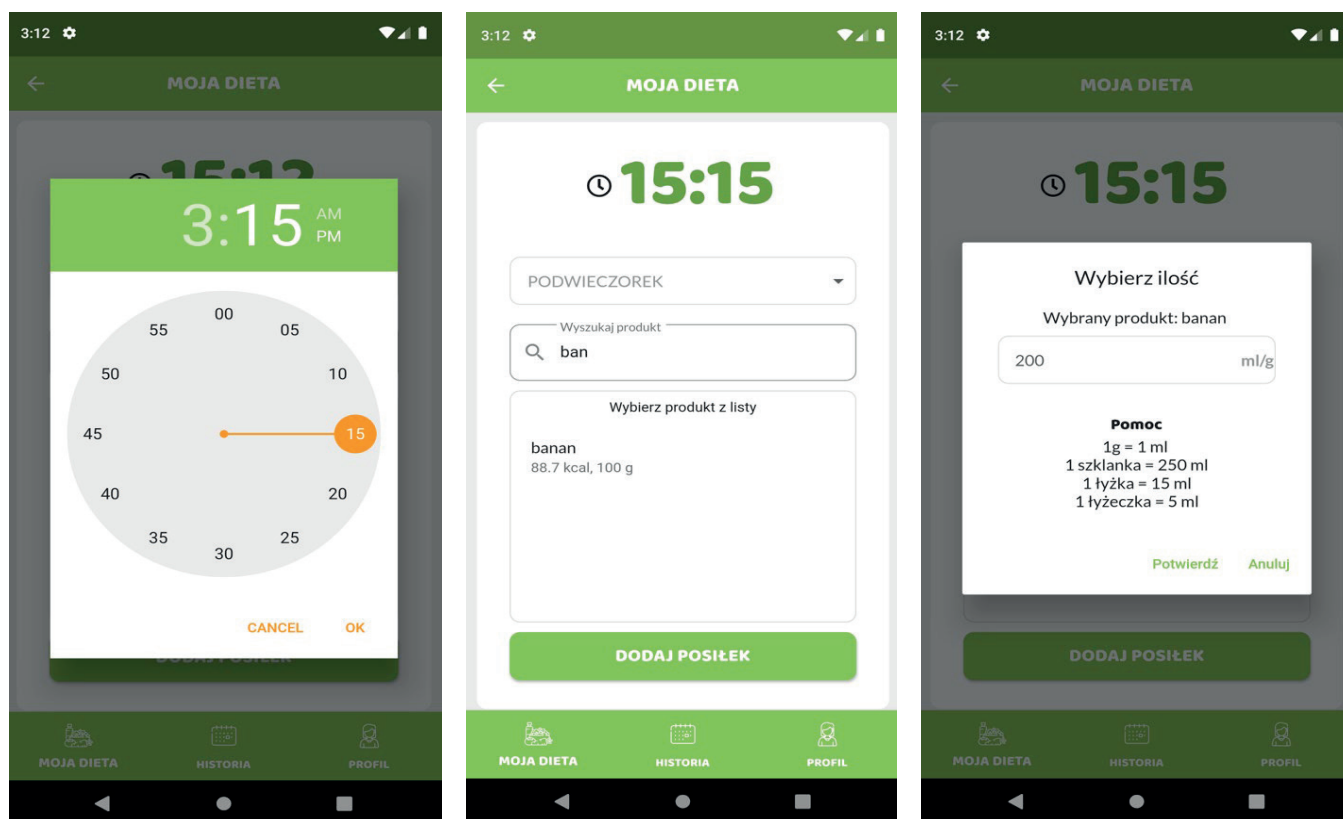 3:12
MOJA DIETA
3:15
AM
PM
00
55
05
50
10
45
15
40
20
35
25
30
CANCEL
OK
DODAJ POSIŁEK
MOJA DIETA
HISTORIA
PROFIL
3:12
MOJA DIETA
15:15
PODWIECZOREK
Wyszukaj produkt
ban
Wybierz produkt z listy
banan
88.7 kcal, 100 g
DODAJ POSIŁEK
MOJA DIETA
HISTORIA
PROFIL
3:12
MOJA DIETA
15:15
Wybierz ilość
Wybrany produkt: banan
200 ml/g
Pomoc
1g = 1 ml
1 szklanka = 250 ml
1 łyżka = 15 ml
1 łyżeczka = 5 ml
Potwierdź Anuluj
DODAJ POSIŁEK
MOJA DIETA
HISTORIA
PROFIL